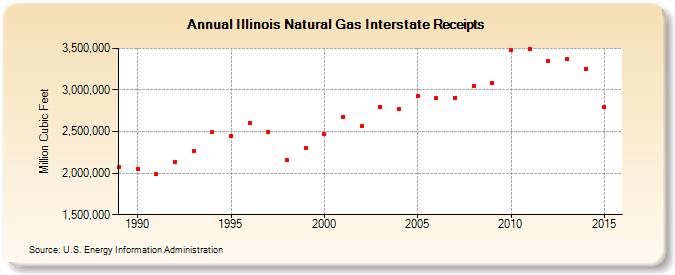 Annual Illinois Natural Gas Interstate Receipts
Million Cubic Feet
3,500,000
3,000,000
2,500,000
2,000,000
1,500,000
1990 1995 2000 2005 2010 2015
Source: U.S. Energy Information Administration